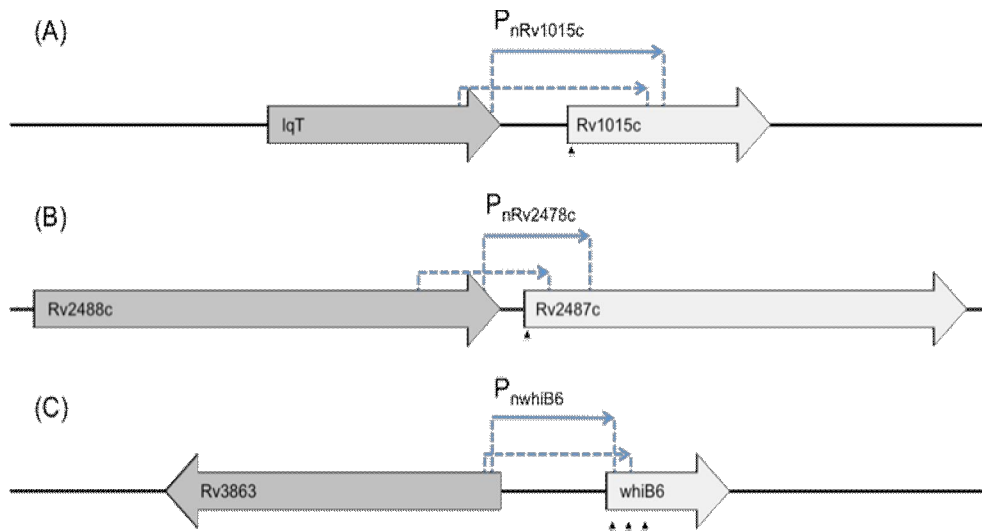 (A)
PnRv1015c
lqT
Rv1015c
(B)
PnRv2478c
Rv2488c
Rv2487c
(C)
PnwhiB6
Rv3863
whiB6